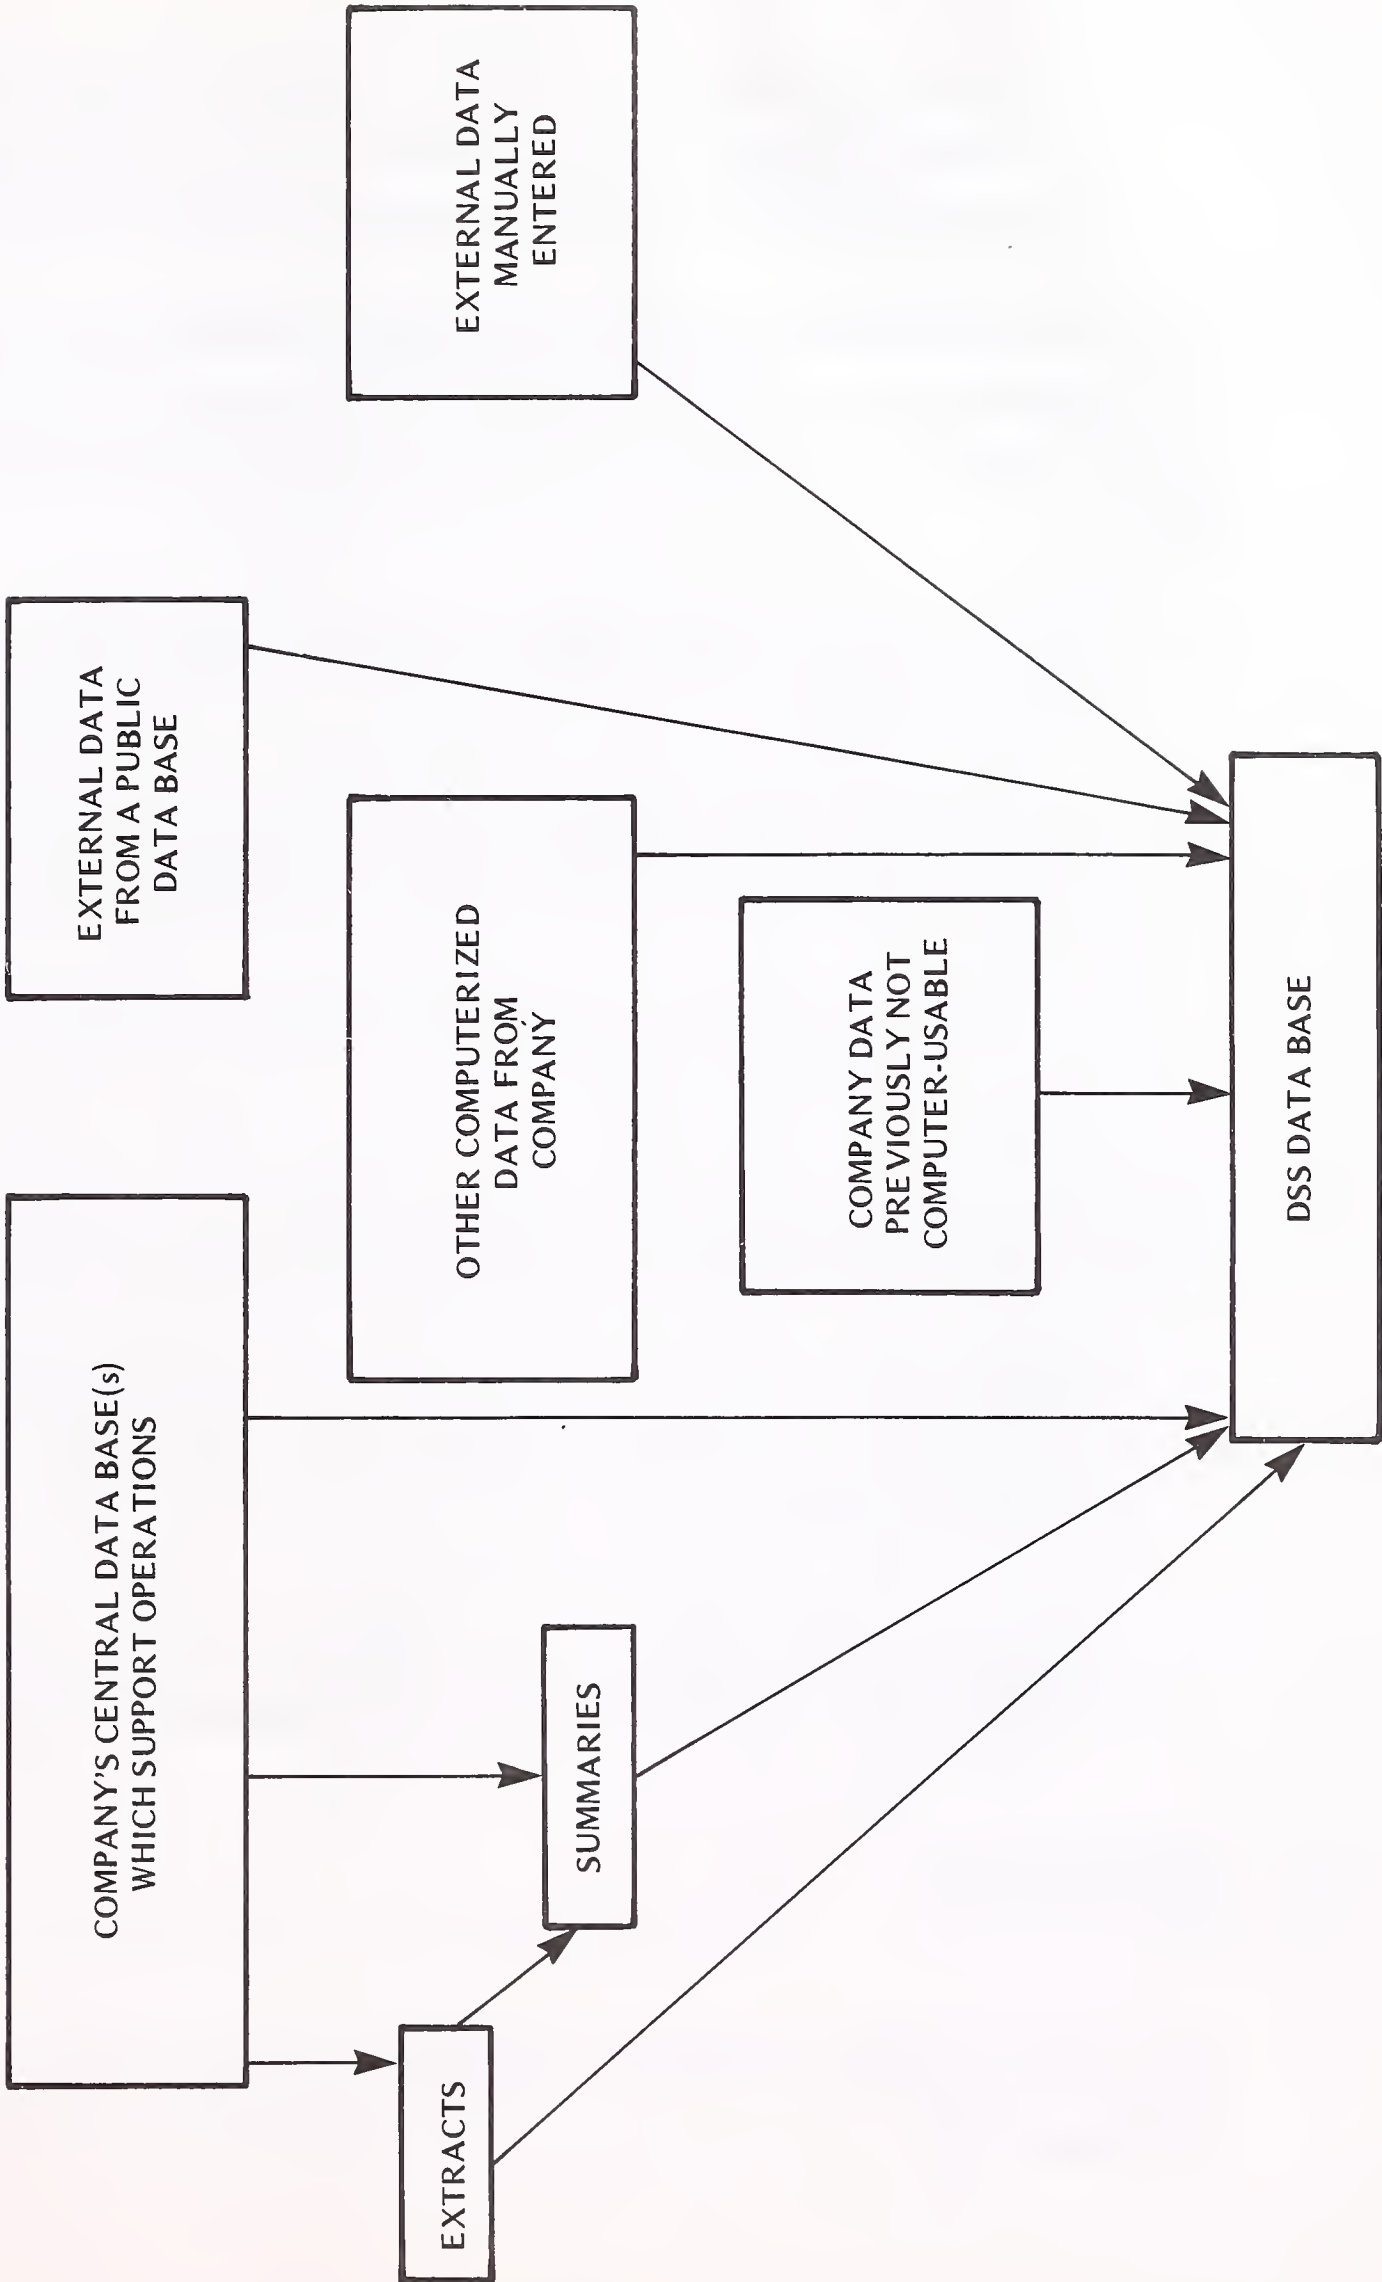 COMPANY'S CENTRAL DATA BASE(s)
WHICH SUPPORT OPERATIONS
EXTERNAL DATA
FROM A PUBLIC
DATA BASE
EXTRACTS
OTHER COMPUTERIZED
DATA FROM
COMPANY
EXTERNAL DATA
MANUALLY
ENTERED
SUMMARIES
COMPANY DATA
PREVIOUSLY NOT
COMPUTER-USABLE
DSS DATA BASE